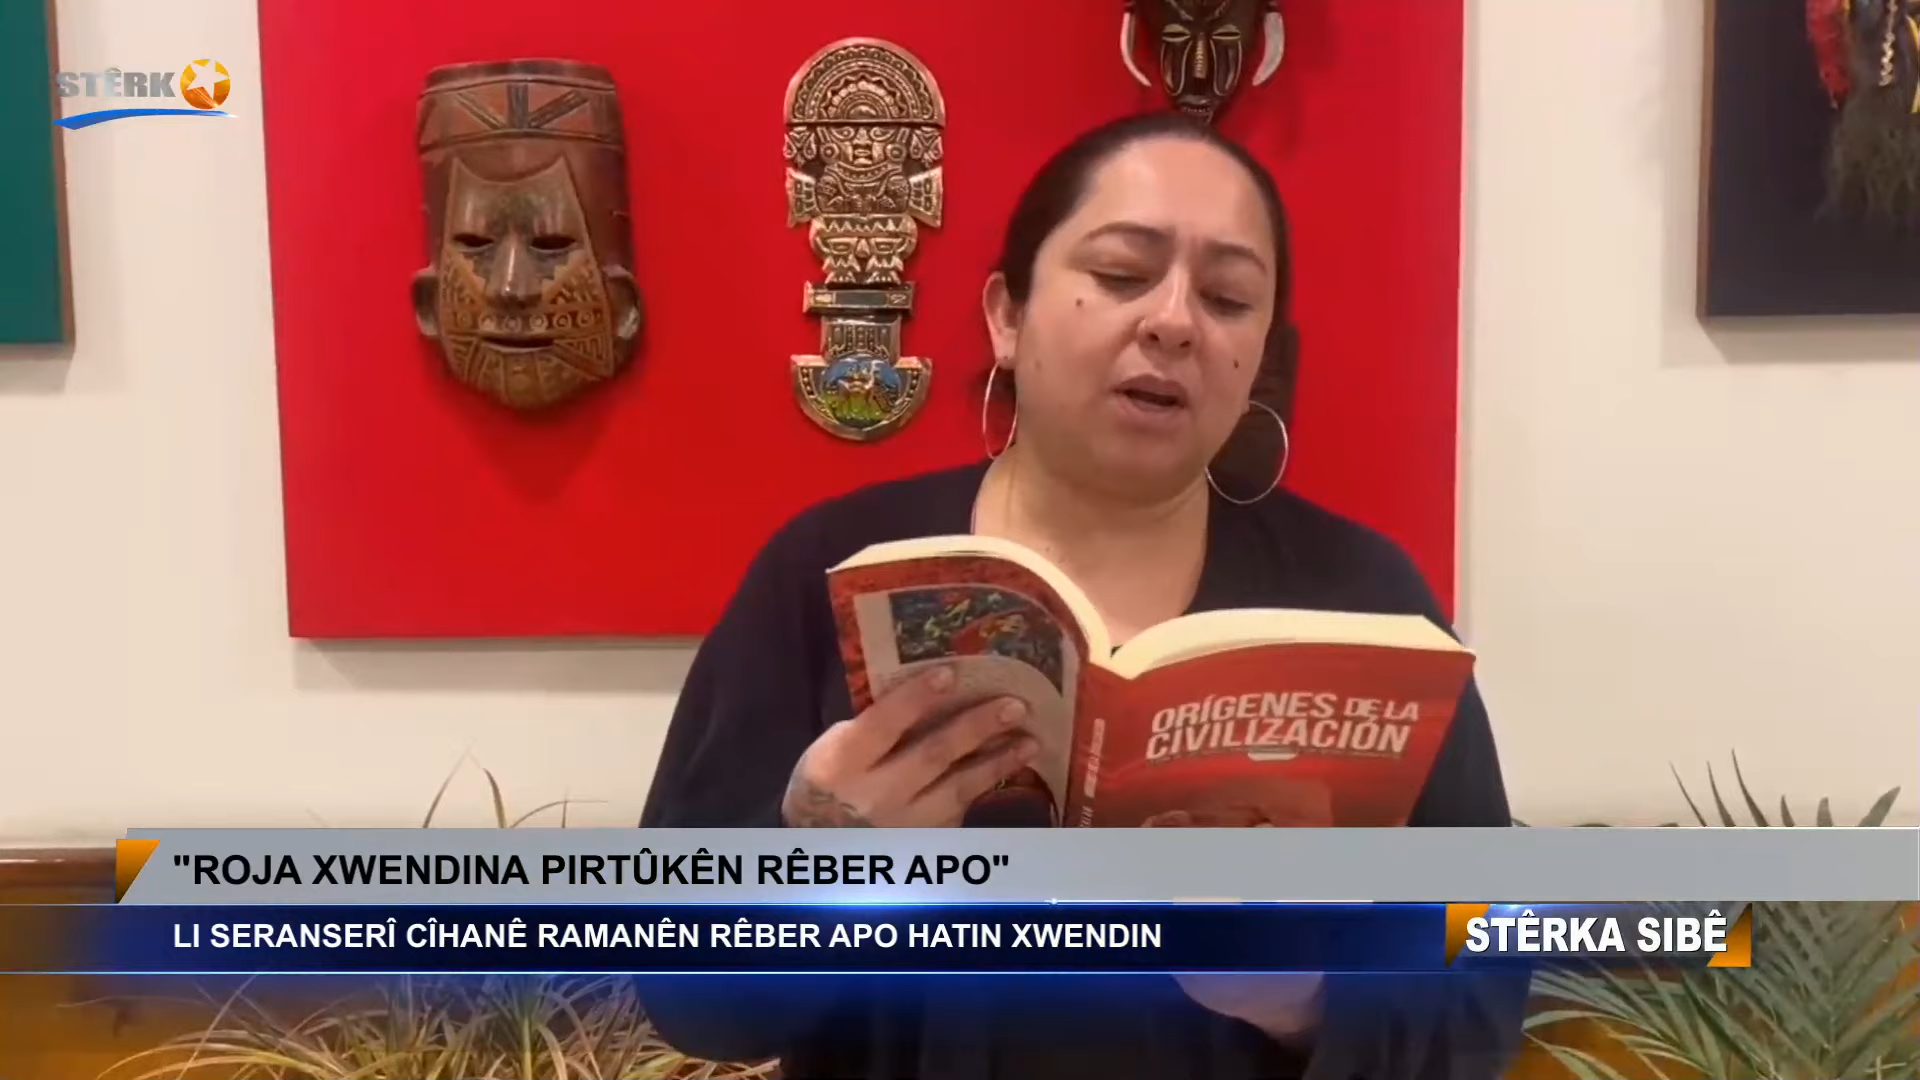 STÊRK
ORÍGENES DE LA
CIVILIZACIÓN
"ROJA XWENDINA PIRTÛKÊN RÊBER APO"
LI SERANSERÎ CÎHANÊ RAMANÊN RÊBER APO HATIN XWENDIN
STÊRKA SIBÊ